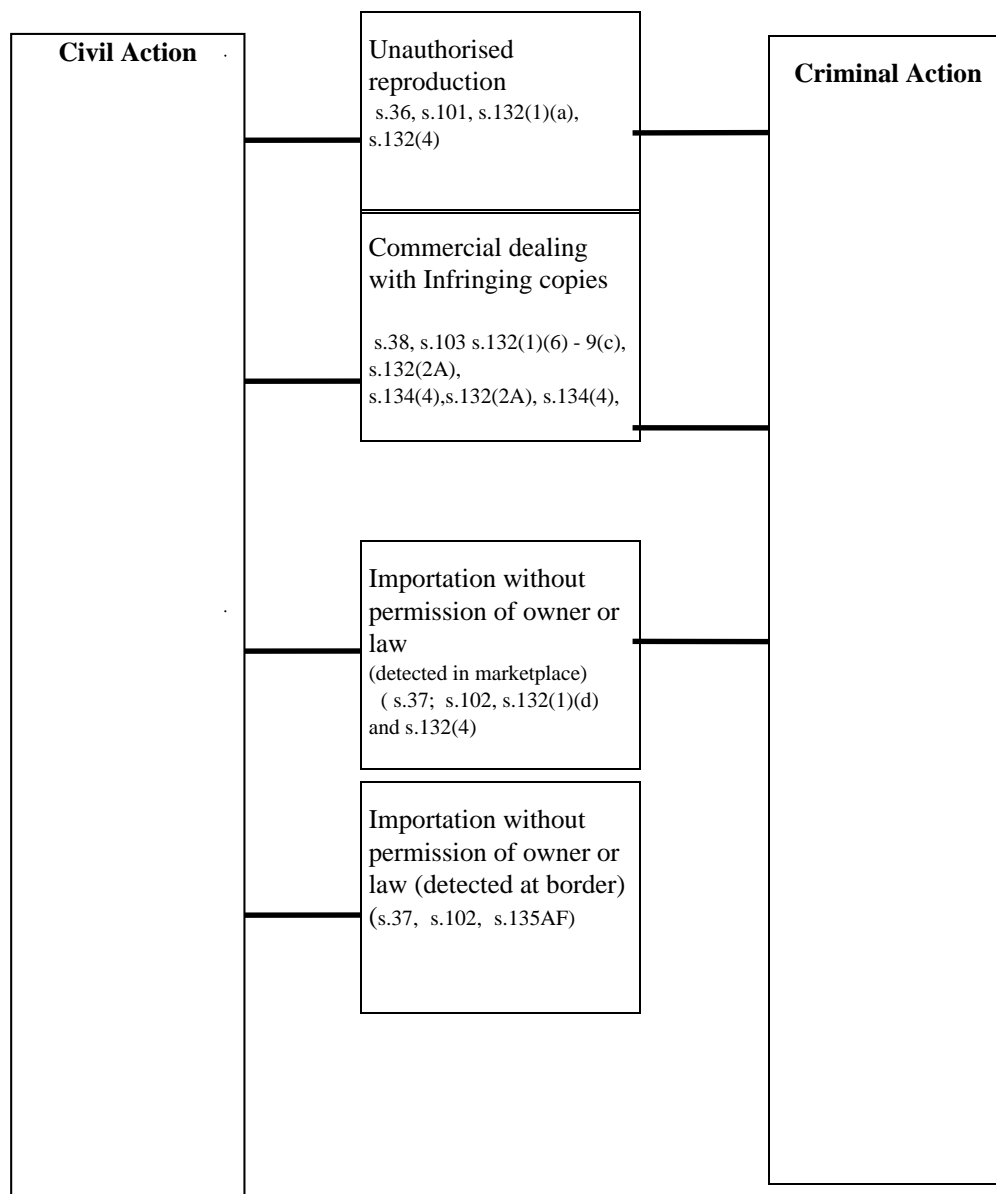 Civil Action
Unauthorised
reproduction
s.36, s.101, s.132(1)(a),
s.132(4)
Criminal Action
Commercial dealing
with Infringing copies
s.38, s.103 s.132(1)(6) - 9(c),
s.132(2A),
s.134(4),s.132(2A), s.134(4),
Importation without
permission of owner or
law
(detected in marketplace)
( s.37; s.102, s.132(1)(d)
and s.132(4)
Importation without
permission of owner or
law (detected at border)
(s.37, s.102, s.135AF)